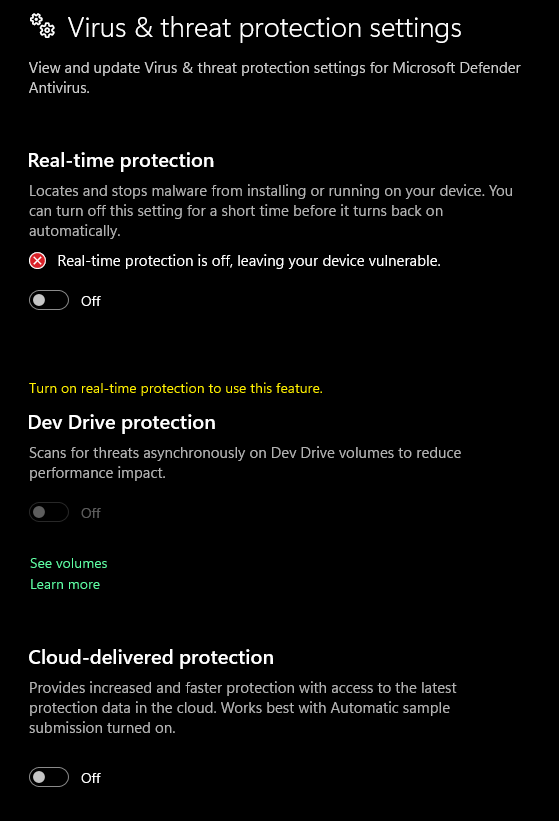 Virus & threat protection settings
View and update Virus & threat protection settings for Microsoft Defender
Antivirus.
Real-time protection
Locates and stops malware from installing or running on your device. You
can turn off this setting for a short time before it turns back on
automatically.
Real-time protection is off, leaving your device vulnerable.
Off
Turn on real-time protection to use this feature.
Dev Drive protection
Scans for threats asynchronously on Dev Drive volumes to reduce
performance impact.
Off
See volumes
Learn more
Cloud-delivered protection
Provides increased and faster protection with access to the latest
protection data in the cloud. Works best with Automatic sample
submission turned on.
Off